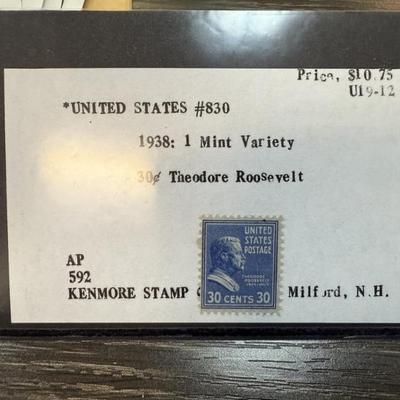 Price, $10.75
U19-12
*UNITED STATES #830
1938: 1 Mint Variety
30¢ Theodore Roosevelt
UNITED
STATES
POSTAGE
THEODORE
ROOSEVELT
30 CENTS 30
AP
592
KENMORE STAMP Milford, N.H.